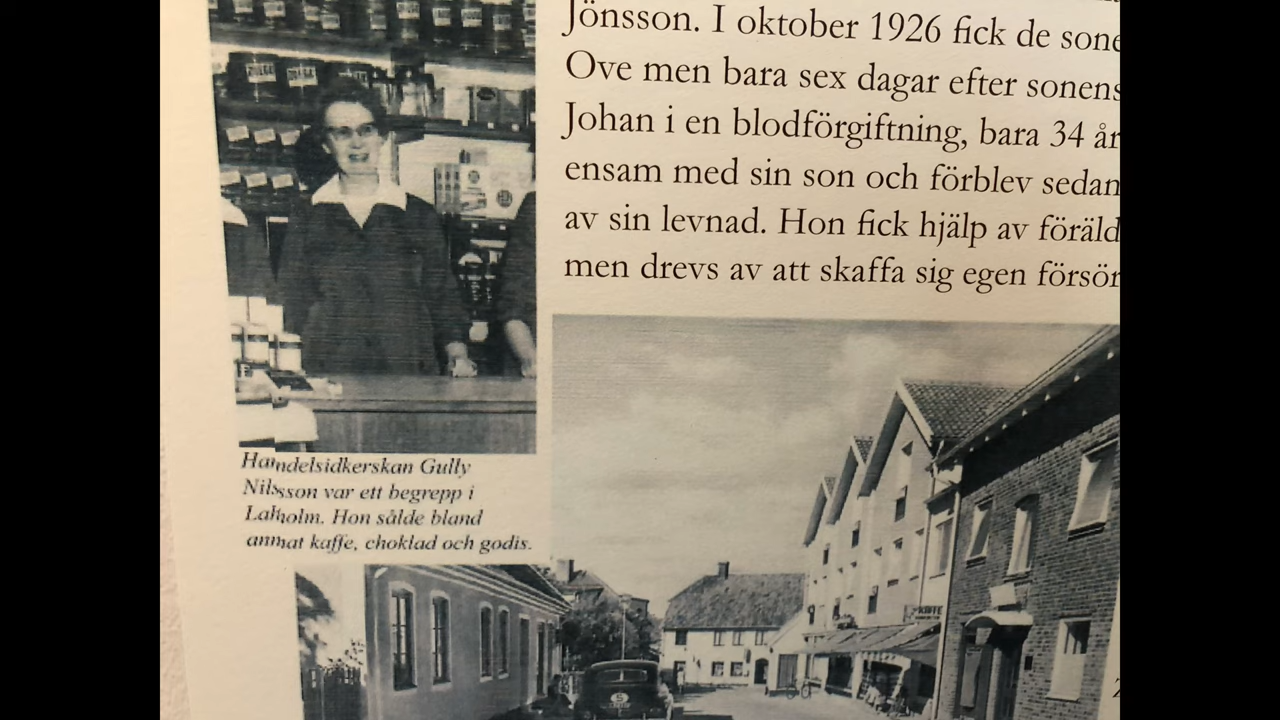 Jönsson. I oktober 1926 fick de sone
Ove men bara sex dagar efter sonens
Johan i en blodförgiftning, bara 34 år
ensam med sin son och förblev sedan
av sin levnad. Hon fick hjälp av föräld
men drevs av att skaffa sig egen försör
Handelsidkerskan Gully
Nilsson var ett begrepp i
Laholm. Hon sålde bland
annat kaffe, choklad och godis.
KAFFE
S